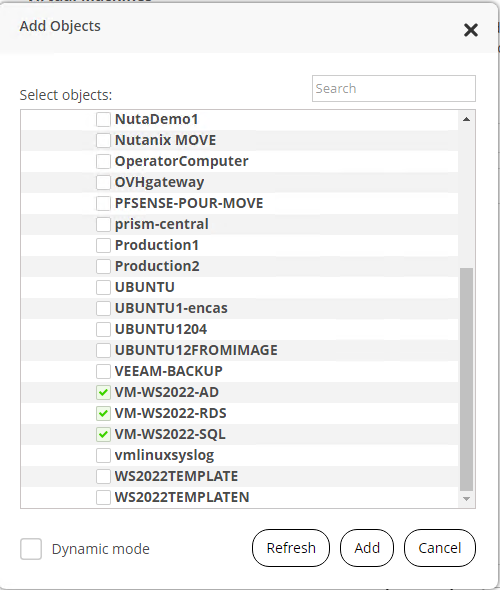 Add Objects
Select objects:
Search
NutaDemo1
Nutanix MOVE
OperatorComputer
OVHgateway
PFSENSE-POUR-MOVE
prism-central
Production1
Production2
UBUNTU
UBUNTU1-encas
UBUNTU1204
UBUNTU12FROMIMAGE
VEEAM-BACKUP
VM-WS2022-AD
VM-WS2022-RDS
VM-WS2022-SQL
vmlinuxsyslog
WS2022TEMPLATE
WS2022TEMPLATEN
Dynamic mode
Refresh
Add
Cancel